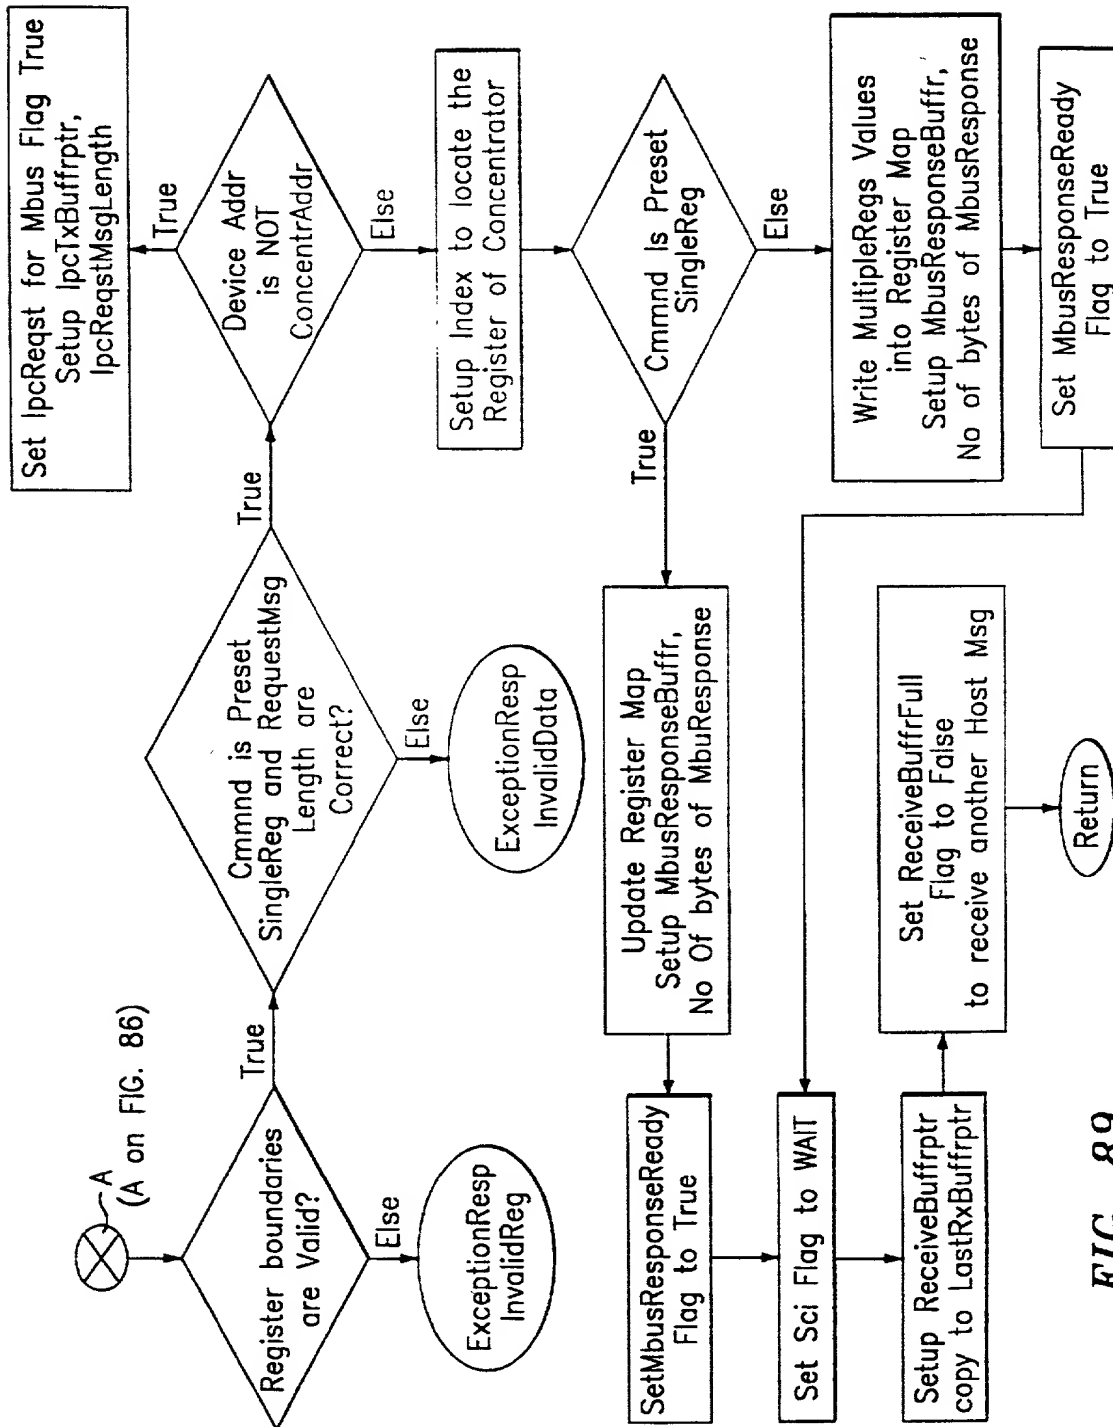 A
(A on FIG. 86)
Register boundaries
are Valid?
True
Else
ExceptionResp
InvalidReg
Cmmnd is Preset
SingleReg and RequestMsg
Length are
Correct?
True
Else
ExceptionResp
InvalidData
Device Addr
is NOT
ConcentrAddr
True
Else
Set IpcReqst for Mbus Flag True
Setup IpcTxBuffrptr,
IpcReqstMsgLength
Setup Index to locate the
Register of Concentrator
Cmmnd Is Preset
SingleReg
True
Else
Update Register Map
Setup MbusResponseBuffr,
No Of bytes of MbuResponse
SetMbusResponseReady
Flag to True
Write MultipleRegs Values
into Register Map
Setup MbusResponseBuffr,
No of bytes of MbusResponse
Set MbusResponseReady
Flag to True
Set Sci Flag to WAIT
Setup ReceiveBuffrptr
copy to LastRxBuffrptr
Set ReceiveBuffrFull
Flag to False
to receive another Host Msg
Return
FIG. 89